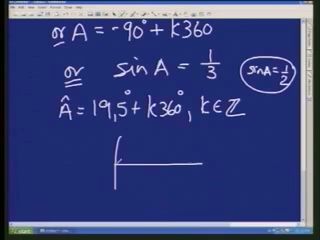 or A = -90° + k360
or sin A = 1/3
sinA = 1/2
Â = 19,5° + k360°, k∈ℤ